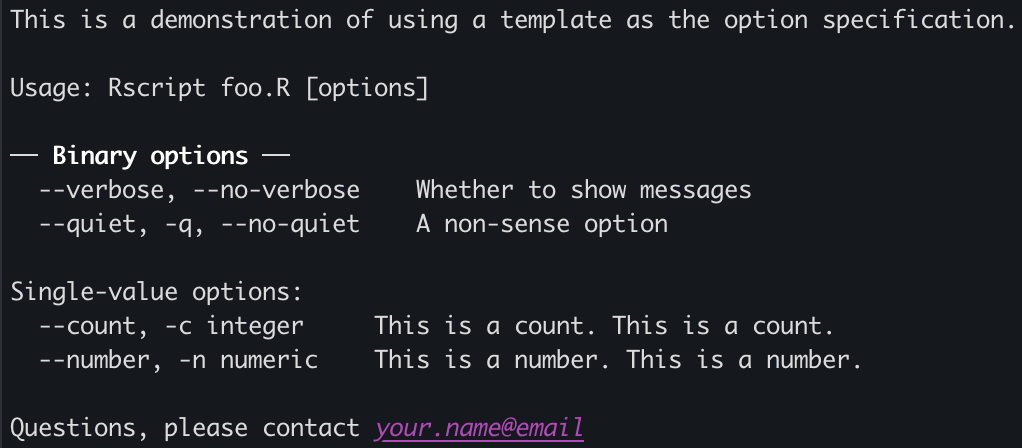 This is a demonstration of using a template as the option specification.
Usage: Rscript foo.R [options]
── Binary options ──
--verbose, --no-verbose    Whether to show messages
--quiet, -q, --no-quiet    A non-sense option
Single-value options:
--count, -c integer     This is a count. This is a count.
--number, -n numeric    This is a number. This is a number.
Questions, please contact your.name@email